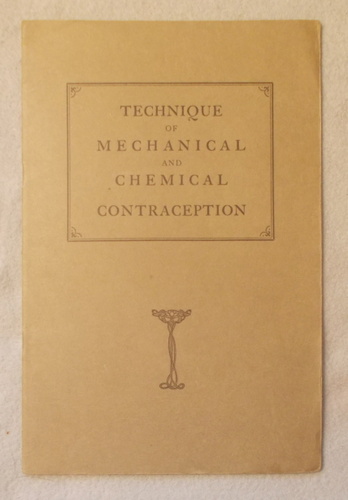 TECHNIQUE
OF
MECHANICAL
AND
CHEMICAL
CONTRACEPTION